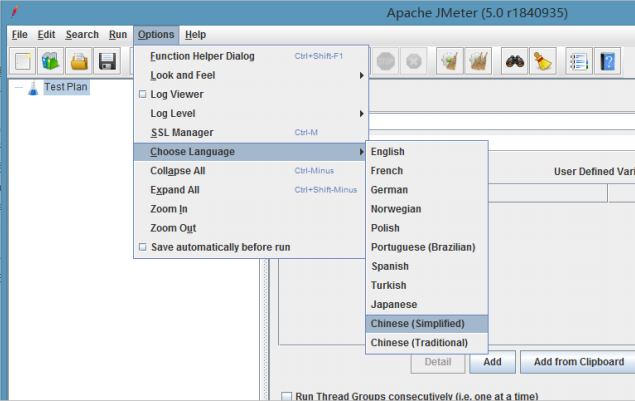 Apache JMeter (5.0 r1840935)
File Edit Search Run Options Help
Function Helper Dialog Ctrl+Shift-F1
Look and Feel
Log Viewer
Log Level
SSL Manager Ctrl-M
Choose Language
Collapse All Ctrl-Minus
Expand All Ctrl+Shift-Minus
Zoom In
Zoom Out
Save automatically before run
Test Plan
English
French
German
Norwegian
Polish
Portuguese (Brazilian)
Spanish
Turkish
Japanese
Chinese (Simplified)
Chinese (Traditional)
User Defined Vari
Detail Add Add from Clipboard
Run Thread Groups consecutively (i.e. one at a time)